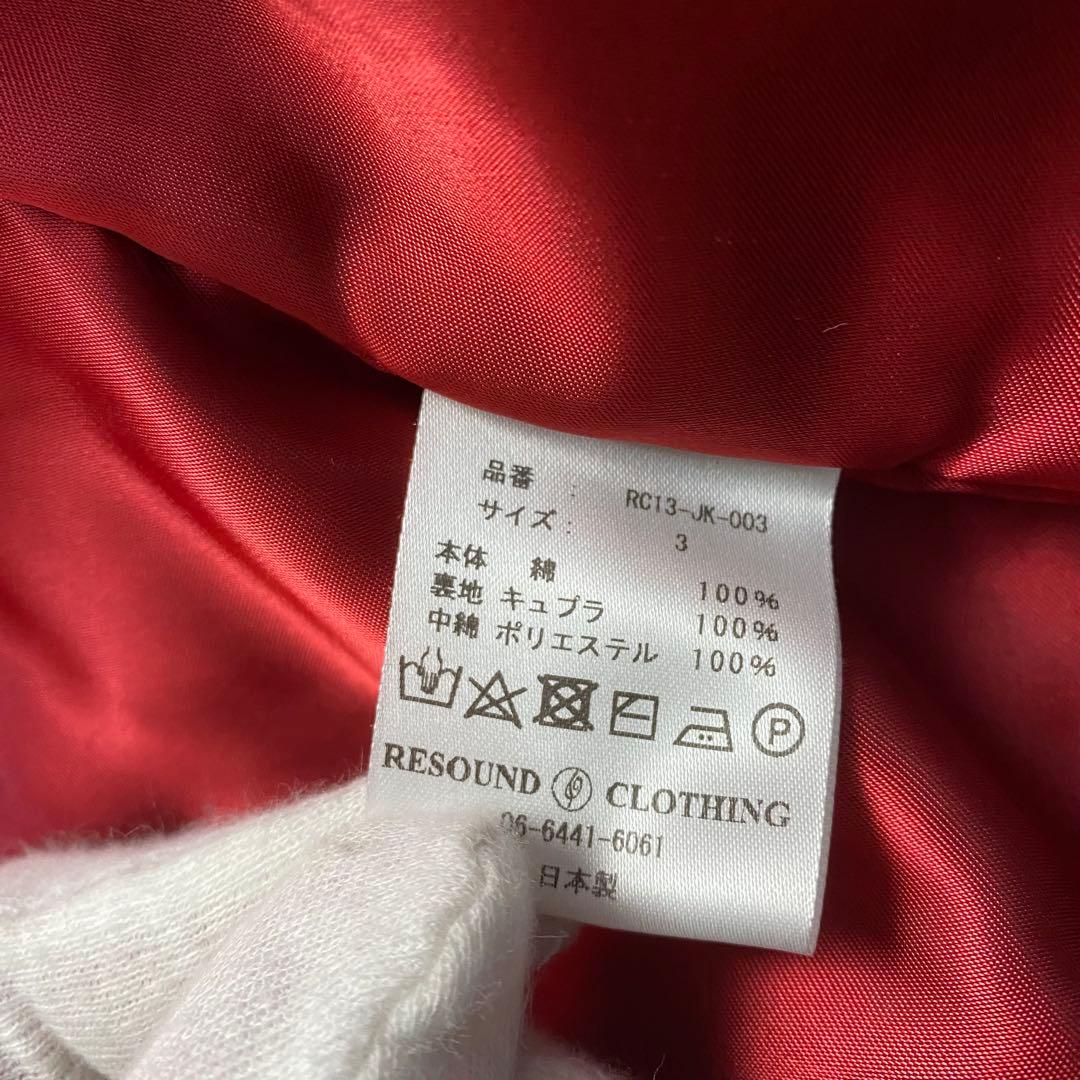 品番 : RC13-JK-003
サイズ : 3
本体 綿 100%
裏地 キュプラ 100%
中綿 ポリエステル 100%
P
RESOUND CLOTHING
06-6441-6061
日本製